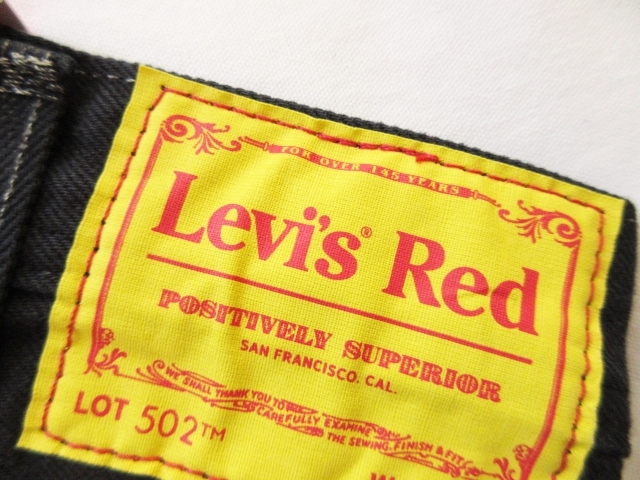 FOR OVER 145 YEARS
Levi's® Red
POSITIVELY SUPERIOR
SAN FRANCISCO. CAL.
WE SHALL THANK YOU TO
CAREFULLY EXAMINE
THE SEWING, FINISH & FIT
LOT 502™